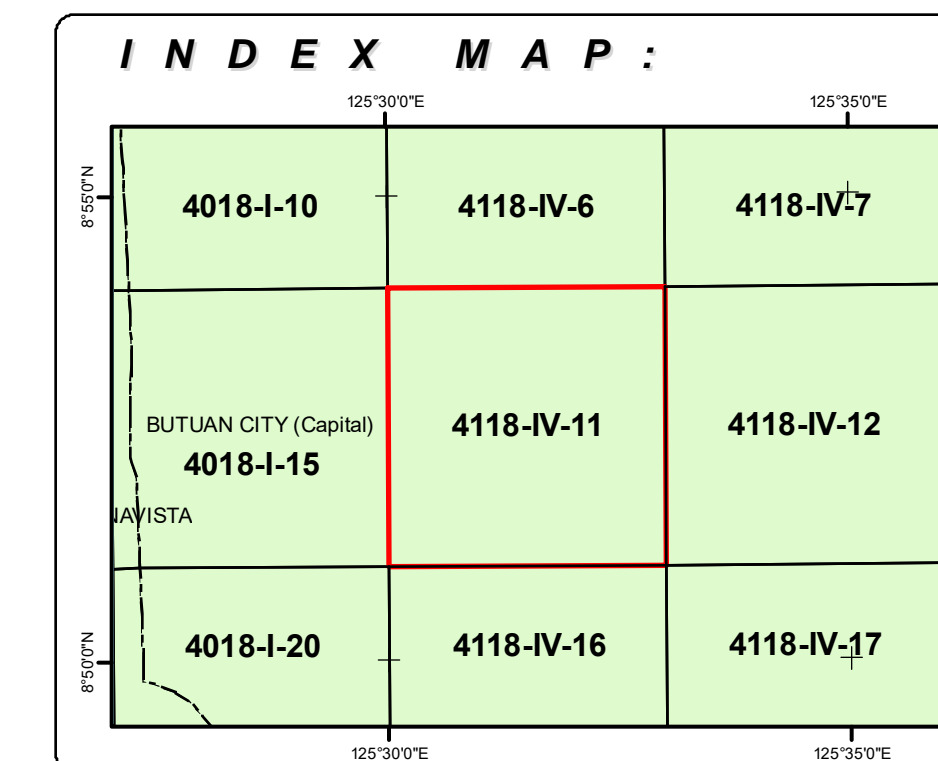 INDEX MAP:
125°30'0"E 125°35'0"E
8°55'0"N
4018-I-10 4118-IV-6 4118-IV-7
BUTUAN CITY (Capital)
4018-I-15 4118-IV-11 4118-IV-12
NAVISTA
8°50'0"N
4018-I-20 4118-IV-16 4118-IV-17
125°30'0"E 125°35'0"E